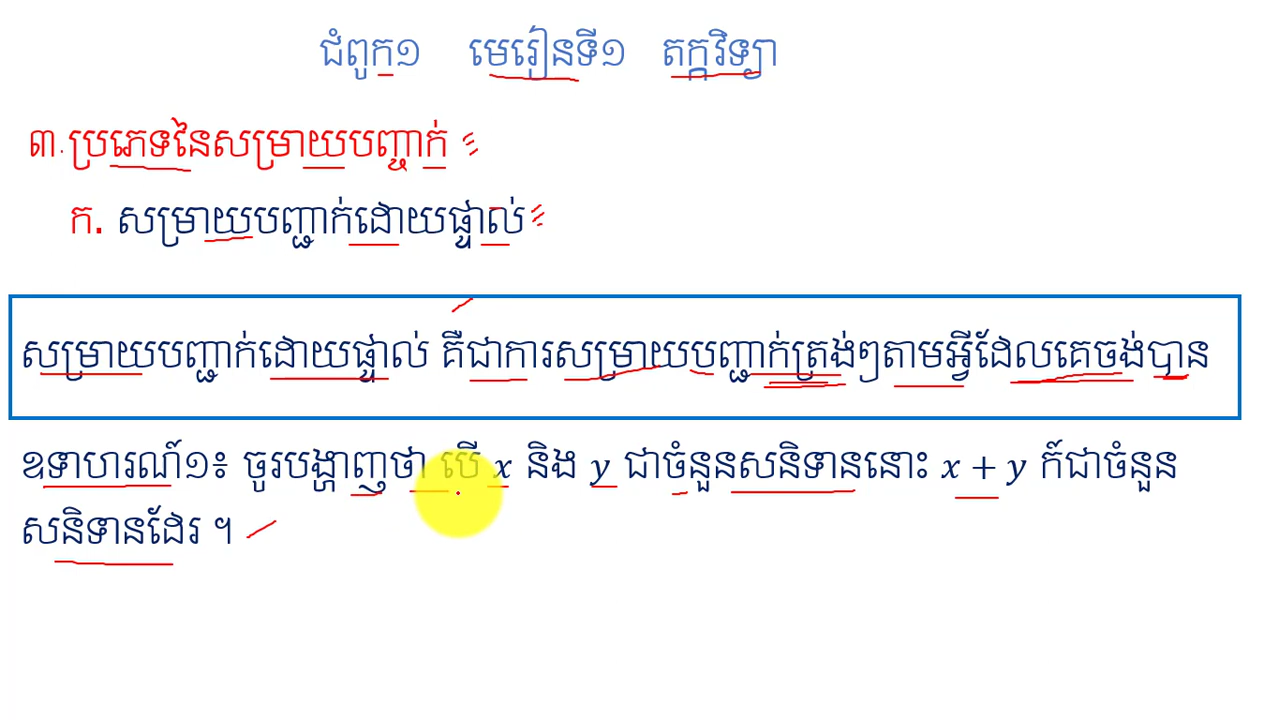 ជំពូក១ មេរៀនទី១ តក្កវិទ្យា
៣.ប្រភេទនៃសម្រាយបញ្ចាក់
ក. សម្រាយបញ្ជាក់ដោយផ្ទាល់
សម្រាយបញ្ជាក់ដោយផ្ទាល់ គឺជាការសម្រាយបញ្ជាក់ត្រង់ៗតាមអ្វីដែលគេចង់បាន
ឧទាហរណ៍១៖ ចូរបង្ហាញថា បើ x និង y ជាចំនួនសនិទាននោះ x + y ក៍ជាចំនួន
សនិទានដែរ ។